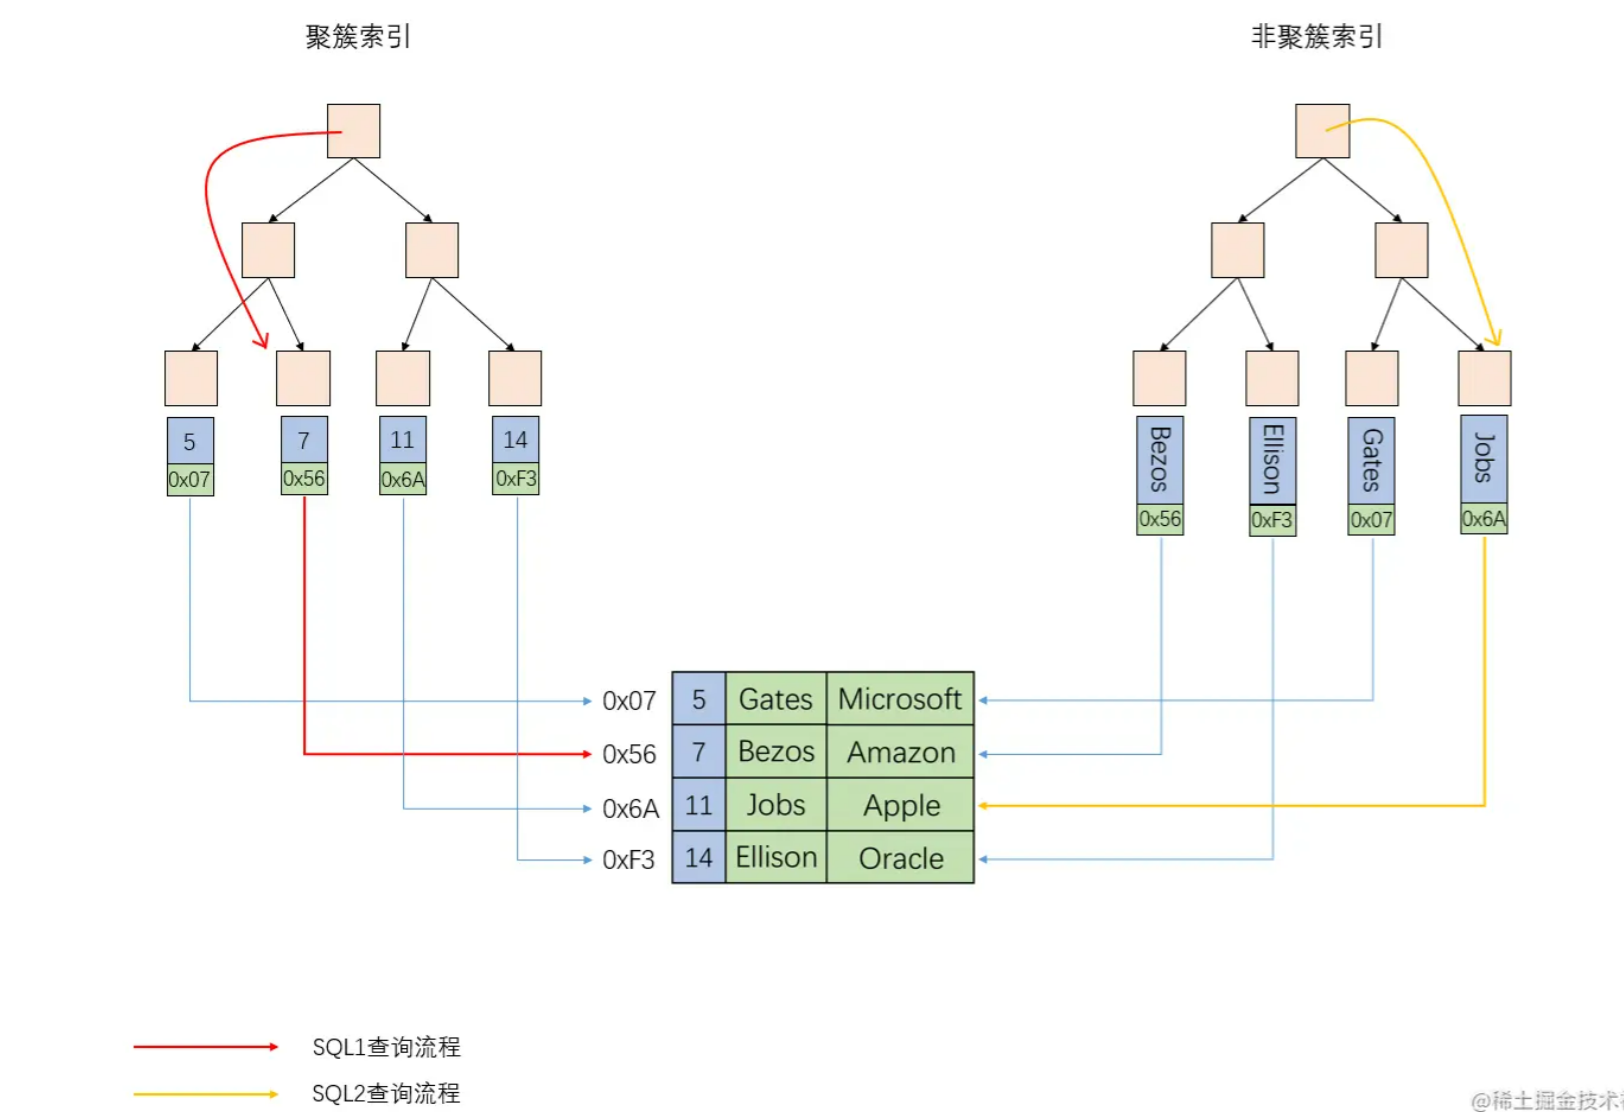 聚簇索引
非聚簇索引
5
7
11
14
0x07
0x56
0x6A
0xF3
Bezos
Ellison
Gates
Jobs
0x56
0xF3
0x07
0x6A
0x07 5 Gates Microsoft
0x56 7 Bezos Amazon
0x6A 11 Jobs Apple
0xF3 14 Ellison Oracle
SQL1查询流程
SQL2查询流程
@稀土掘金技术